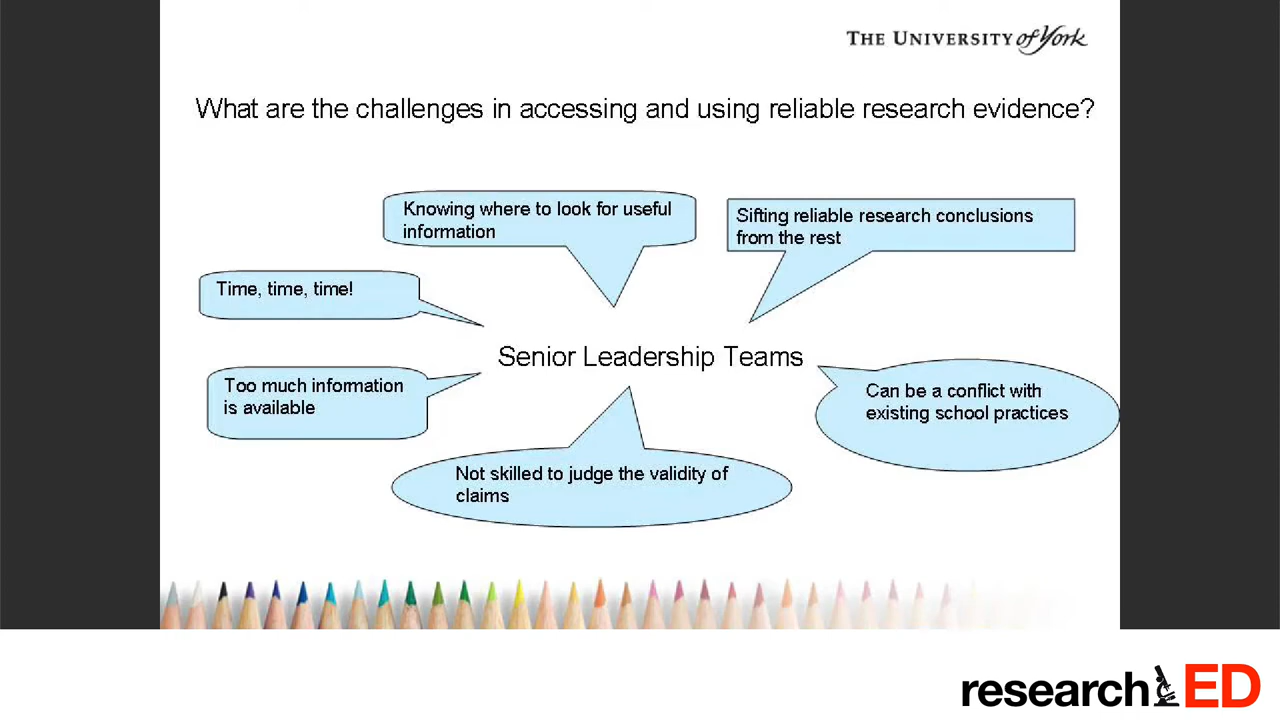 THE UNIVERSITY of York
What are the challenges in accessing and using reliable research evidence?
Knowing where to look for useful
information
Sifting reliable research conclusions
from the rest
Time, time, time!
Senior Leadership Teams
Too much information
is available
Can be a conflict with
existing school practices
Not skilled to judge the validity of
claims
researchED